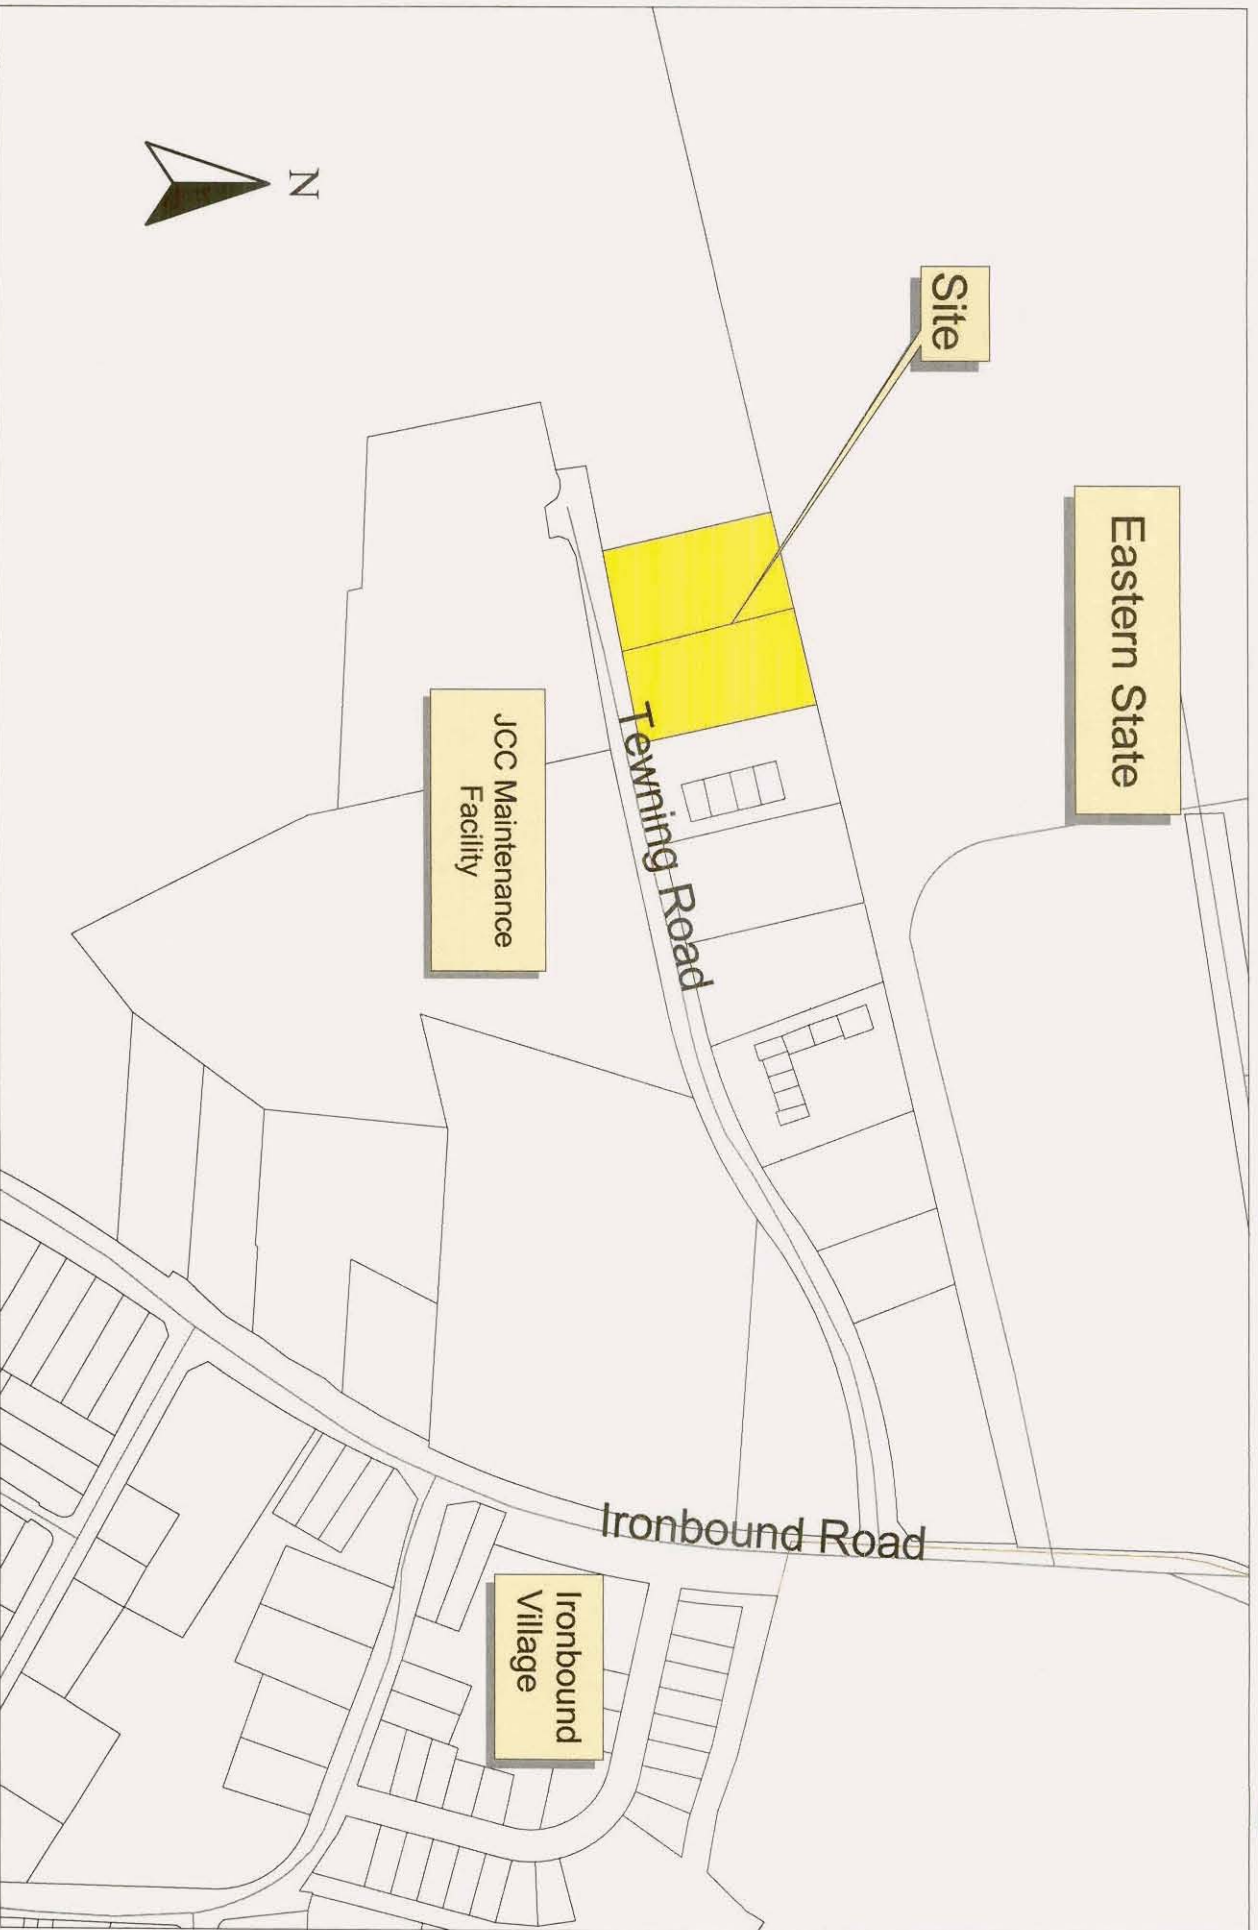 Eastern State
Site
N
Tewning Road
JCC Maintenance
Facility
Ironbound Road
Ironbound
Village